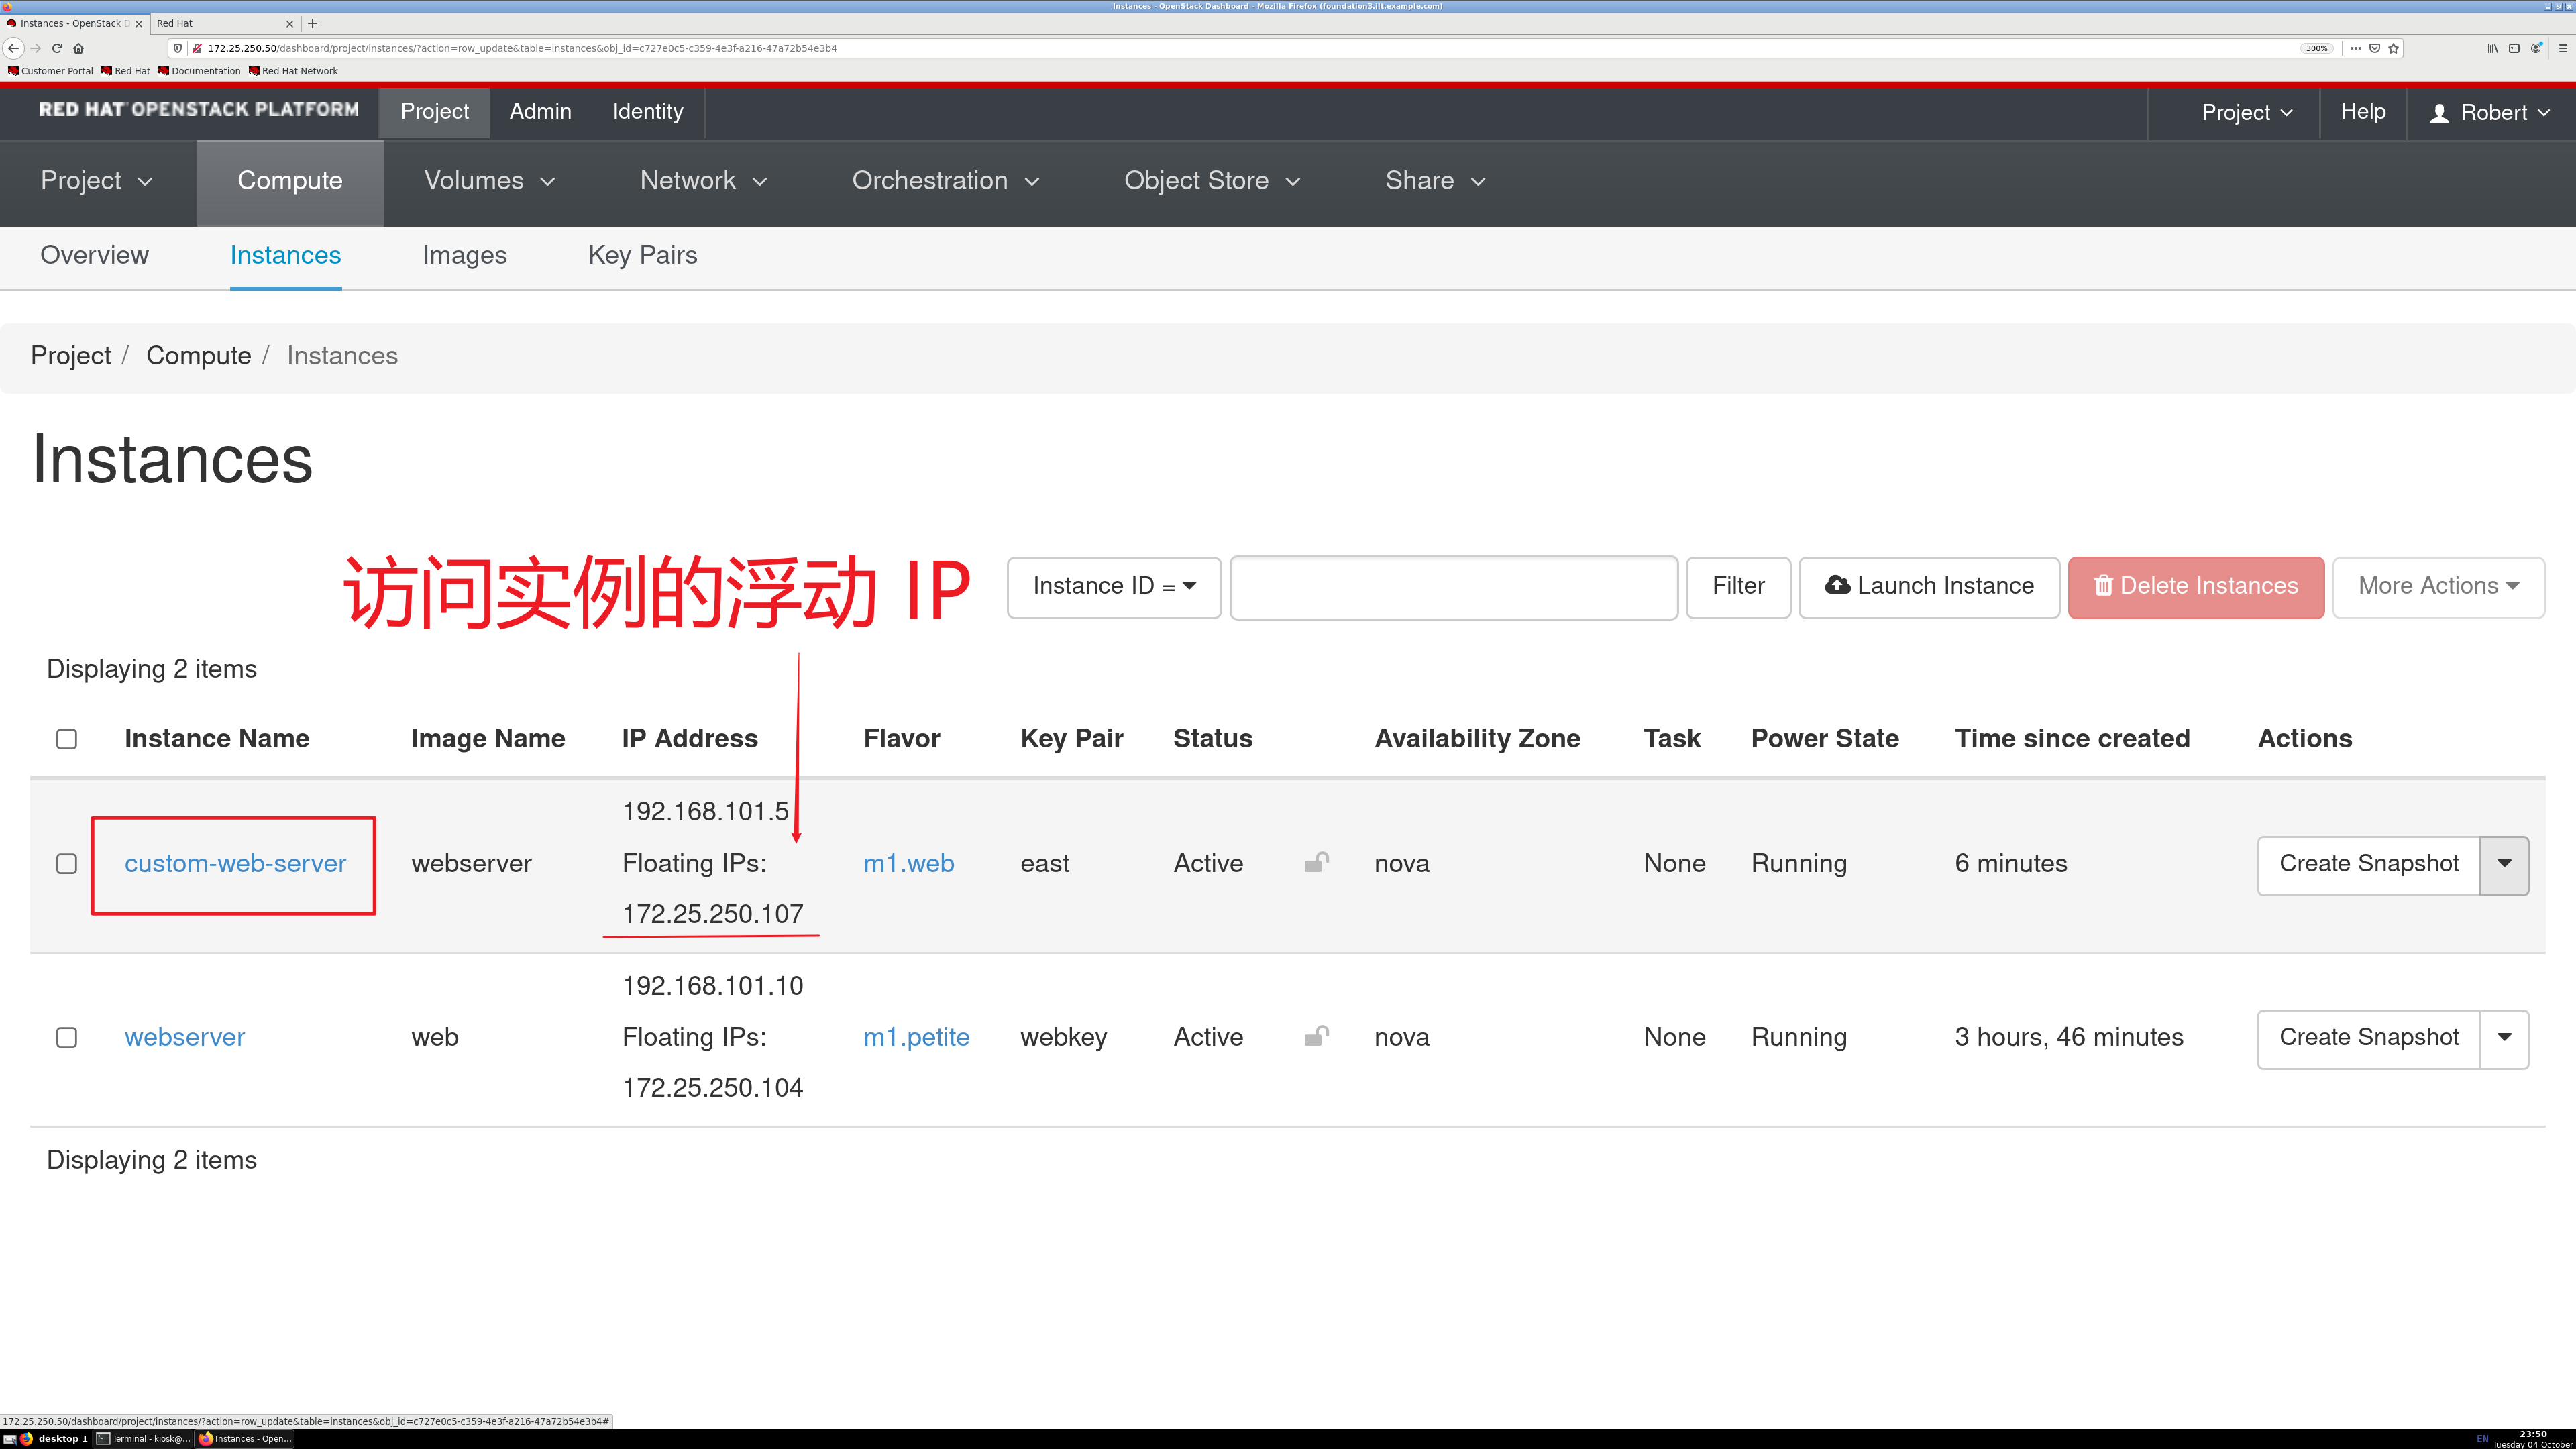 Instances - OpenStack Dashboard - Mozilla Firefox (foundation3.ilt.example.com)
Instances - OpenStack D
Red Hat
172.25.250.50/dashboard/project/instances/?action=row_update&table=instances&obj_id=c727e0c5-c359-4e3f-a216-47a72b54e3b4
300%
Customer Portal Red Hat Documentation Red Hat Network
RED HAT OPENSTACK PLATFORM Project Admin Identity Project Help Robert
Project Compute Volumes Network Orchestration Object Store Share
Overview Instances Images Key Pairs
Project / Compute / Instances
Instances
访问实例的浮动 IP
Instance ID = Filter Launch Instance Delete Instances More Actions
Displaying 2 items
Instance Name Image Name IP Address Flavor Key Pair Status Availability Zone Task Power State Time since created Actions
192.168.101.5
custom-web-server webserver Floating IPs: m1.web east Active nova None Running 6 minutes Create Snapshot
172.25.250.107
192.168.101.10
webserver web Floating IPs: m1.petite webkey Active nova None Running 3 hours, 46 minutes Create Snapshot
172.25.250.104
Displaying 2 items
172.25.250.50/dashboard/project/instances/?action=row_update&table=instances&obj_id=c727e0c5-c359-4e3f-a216-47a72b54e3b4#
desktop 1 Terminal - kiosk@... Instances - Open... EN 23:50
Tuesday 04 October